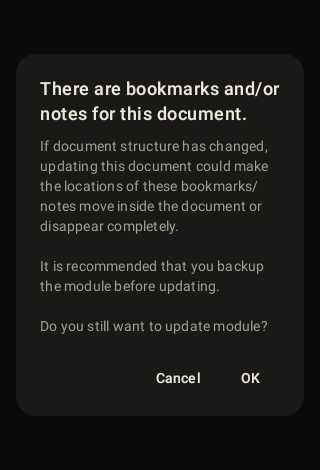 There are bookmarks and/or
notes for this document.
If document structure has changed,
updating this document could make
the locations of these bookmarks/
notes move inside the document or
disappear completely.
It is recommended that you backup
the module before updating.
Do you still want to update module?
Cancel OK